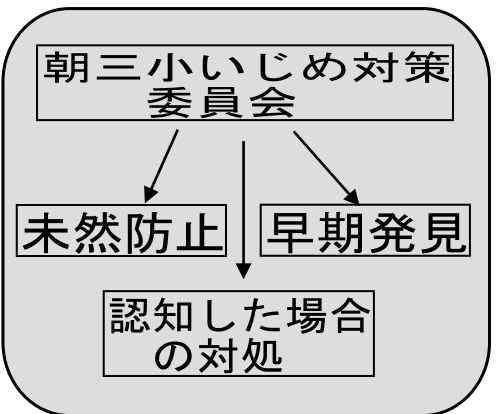 朝三小いじめ対策
委員会
未然防止
早期発見
認知した場合
の対処